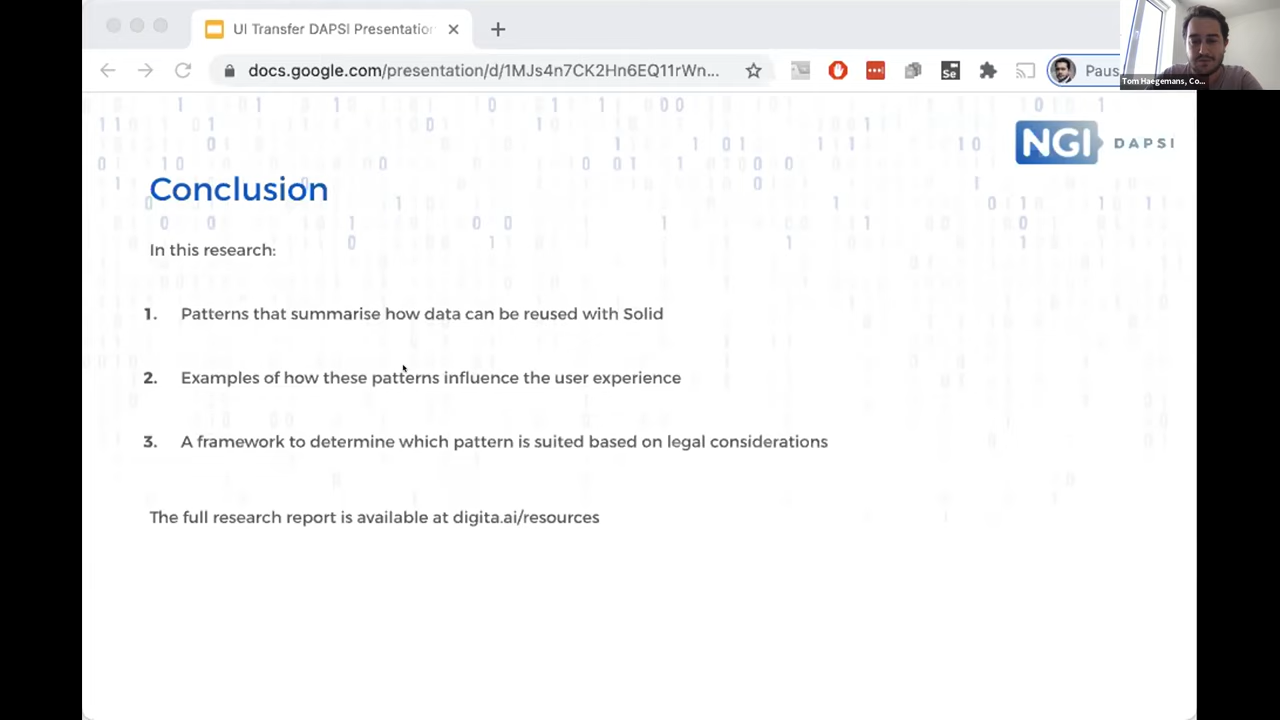 UI Transfer DAPSI Presentation
docs.google.com/presentation/d/1MJs4n7CK2Hn6EQ11rWn...
Se
Paus
Tom Haegemans, Co...
NGI DAPSI
Conclusion
In this research:
1. Patterns that summarise how data can be reused with Solid
2. Examples of how these patterns influence the user experience
3. A framework to determine which pattern is suited based on legal considerations
The full research report is available at digita.ai/resources